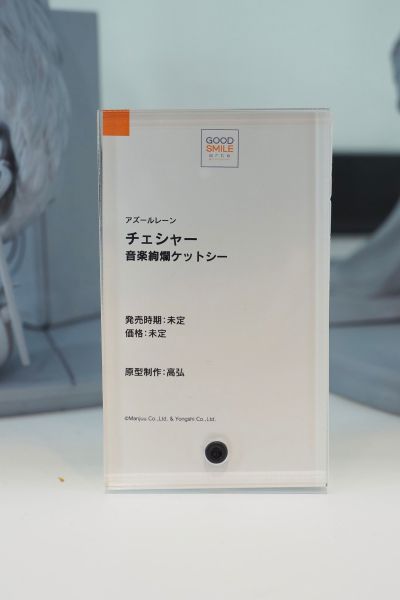 GOOD
SMILE
アズールレーン
チェシャー
音楽絢爛ケットシー
発売時期：未定
価格：未定
原型制作：高弘
©Manjuu Co.,Ltd. & Yongshi Co.,Ltd.